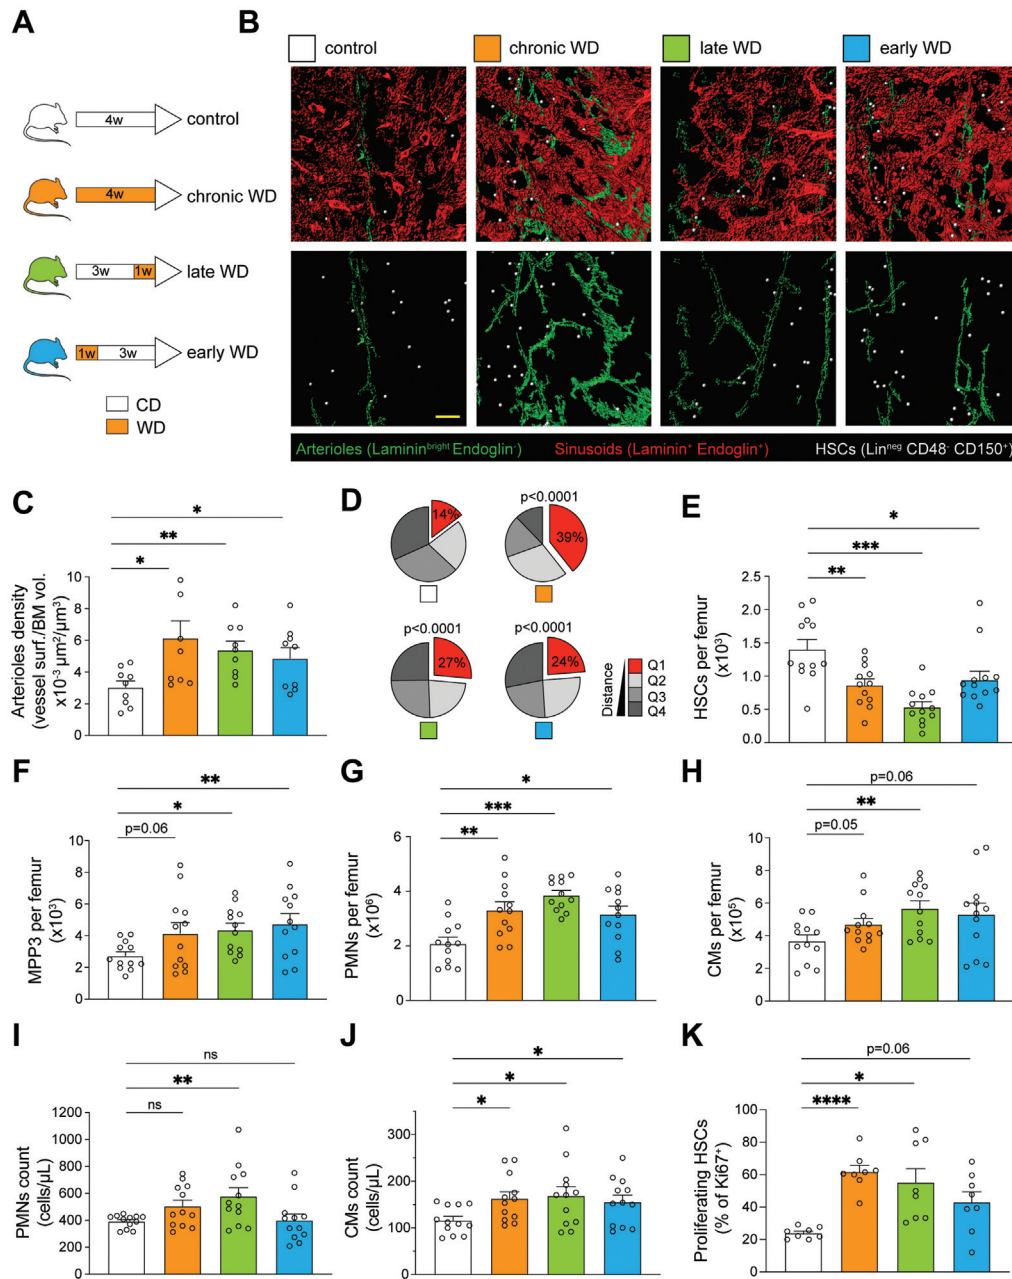 A
4w
control
4w
chronic WD
3w
1w
late WD
1w
3w
early WD
CD
WD
B
control
chronic WD
late WD
early WD
Arterioles (Laminin^bright Endoglin^-)
Sinusoids (Laminin^+ Endoglin^+)
HSCs (Lin^neg CD48^- CD150^+)
C
*
**
*
Arterioles density
(vessel surf./BM vol.
x10^-3 µm²/µm³)
10
8
6
4
2
0
D
14%
p<0.0001
39%
p<0.0001
27%
p<0.0001
24%
Distance
Q1
Q2
Q3
Q4
E
*
***
**
HSCs per femur
(x10³)
2.5
2.0
1.5
1.0
0.5
0.0
F
**
*
p=0.06
MPP3 per femur
(x10³)
10
8
6
4
2
0
G
*
***
**
PMNs per femur
(x10⁶)
6
4
2
0
H
p=0.06
**
p=0.05
CMs per femur
(x10⁵)
10
5
0
I
ns
**
ns
PMNs count
(cells/µL)
1200
1000
800
600
400
200
0
J
*
*
*
CMs count
(cells/µL)
300
200
100
0
K
p=0.06
*
****
Proliferating HSCs
(% of Ki67⁺)
100
80
60
40
20
0